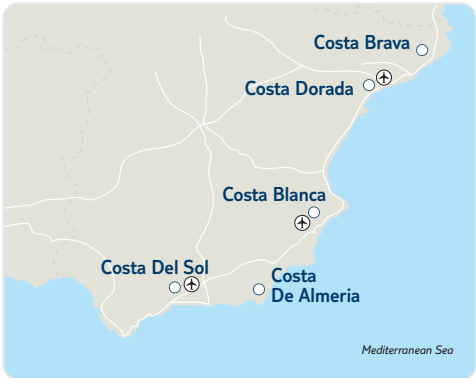 Costa Brava
Costa Dorada
Costa Blanca
Costa Del Sol
Costa
De Almeria
Mediterranean Sea